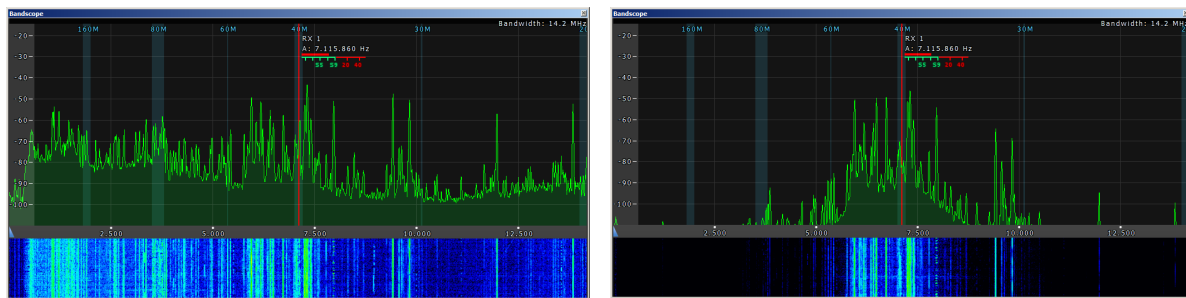 Bandscope
Bandwidth: 14.2 MHz
-20
160M 80M 60M 40M 30M
RX 1
-30
A: 7.115.860 Hz
S5 S9 20 40
-40
-50
-60
-70
-80
-90
-100
2.500 5.000 7.500 10.000 12.500
Bandscope
Bandwidth: 14.2 MHz
-20
160M 80M 60M 40M 30M
RX 1
-30
A: 7.115.860 Hz
S5 S9 20 40
-40
-50
-60
-70
-80
-90
100
2.500 5.000 7.500 10.000 12.500